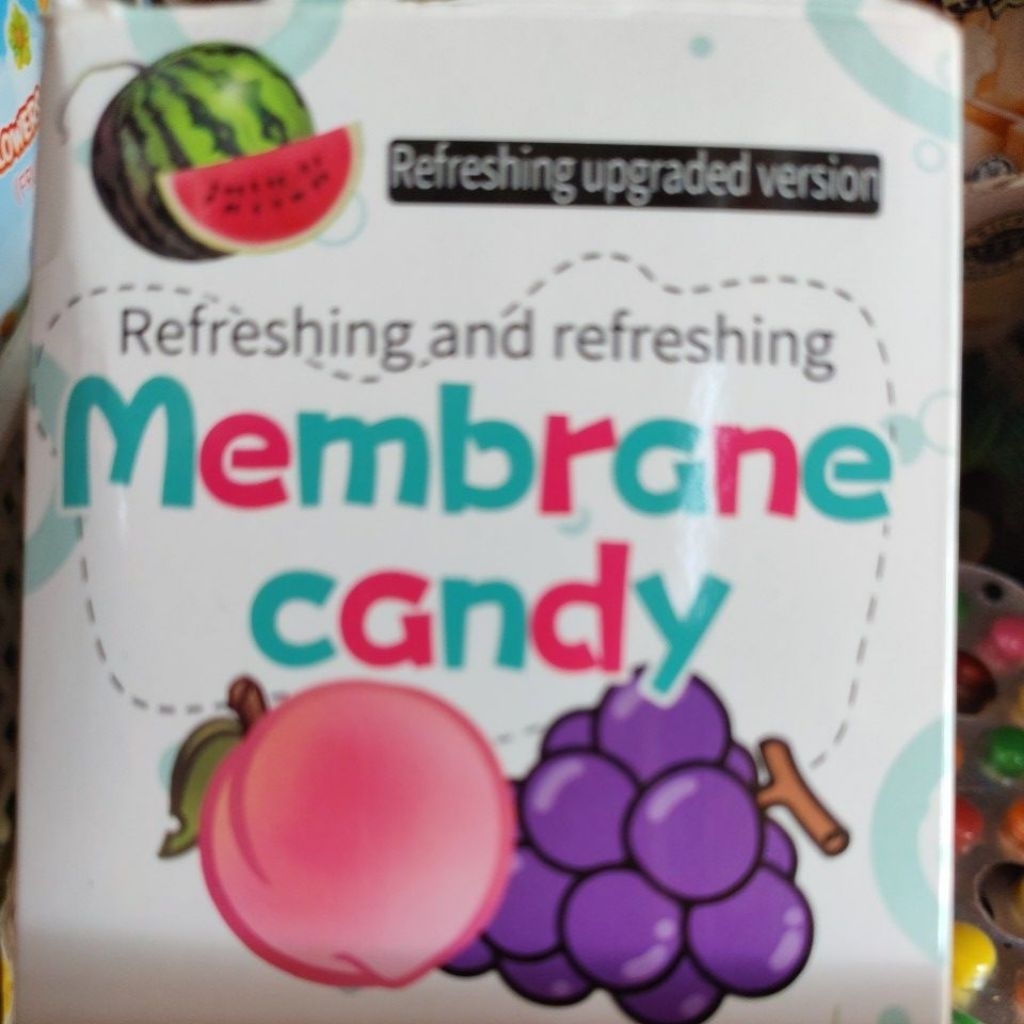 Refreshing upgraded version
Refreshing and refreshing
Membrane
candy